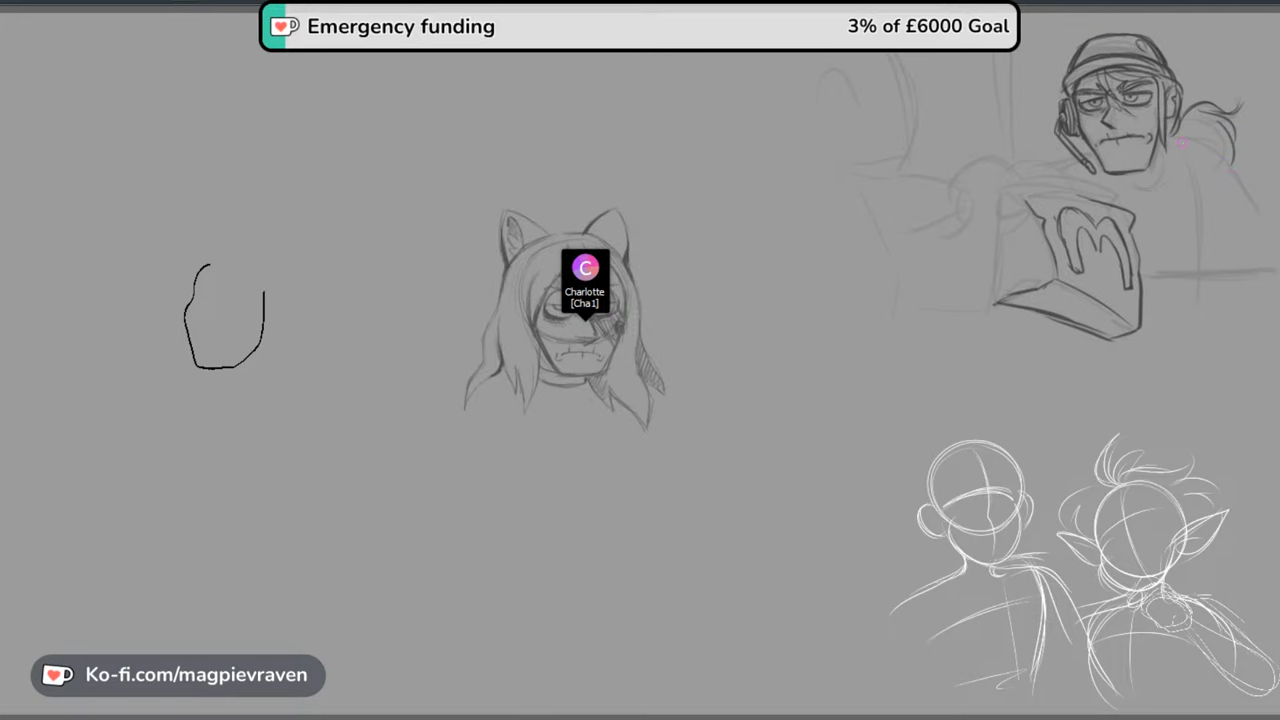 Emergency funding 3% of £6000 Goal
C
Charlotte
[Cha1]
M
Ko-fi.com/magpievraven